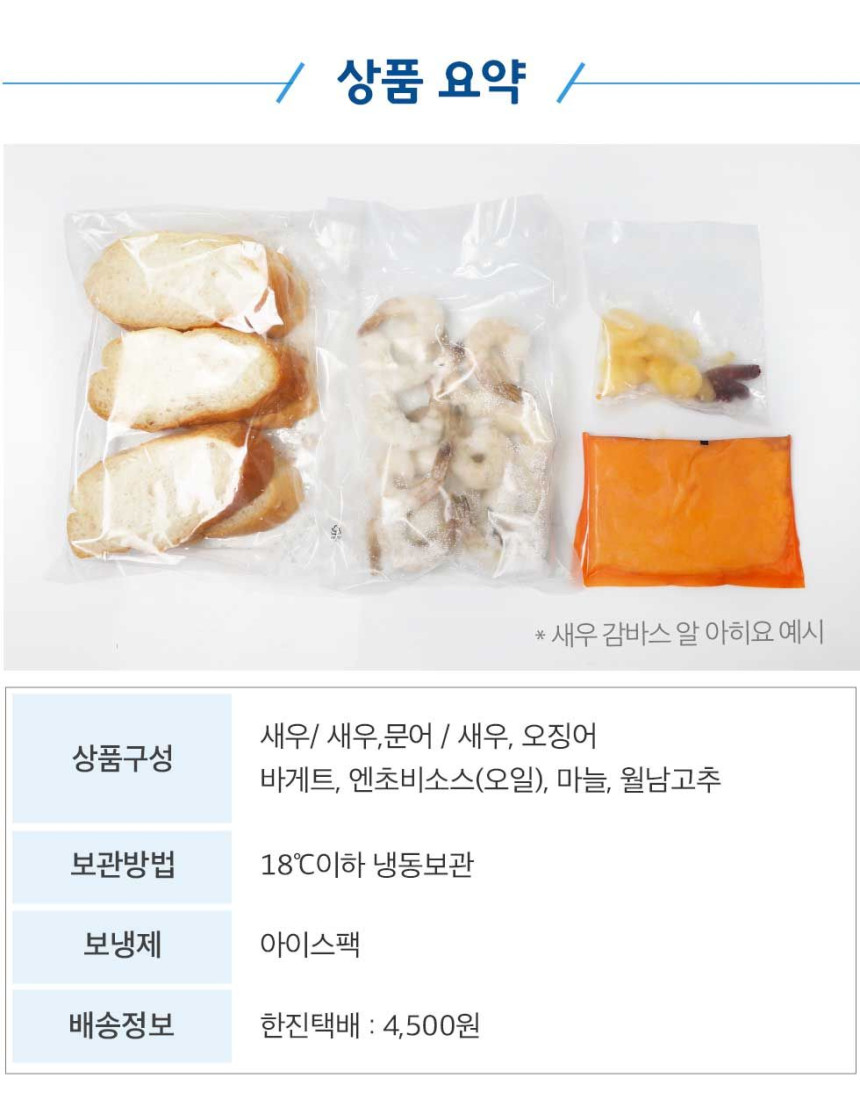 상품 요약
* 새우 감바스 알 아히요 예시
상품구성
새우/ 새우,문어 / 새우, 오징어
바게트, 엔초비소스(오일), 마늘, 월남고추
보관방법
18℃이하 냉동보관
보냉제
아이스팩
배송정보
한진택배 : 4,500원